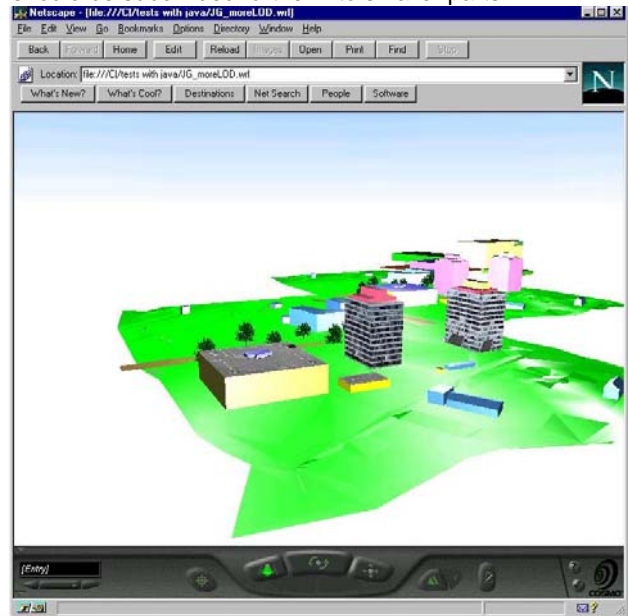 Netscape - [file:///C|/tests with java/JG_moreLOD.wrl]
File Edit View Go Bookmarks Options Directory Window Help
Back Forward Home Edit Reload Images Open Print Find Stop
Location: file:///C|/tests with java/JG_moreLOD.wrl
N
What's New? What's Cool? Destinations Net Search People Software
[Entry]
COSMO